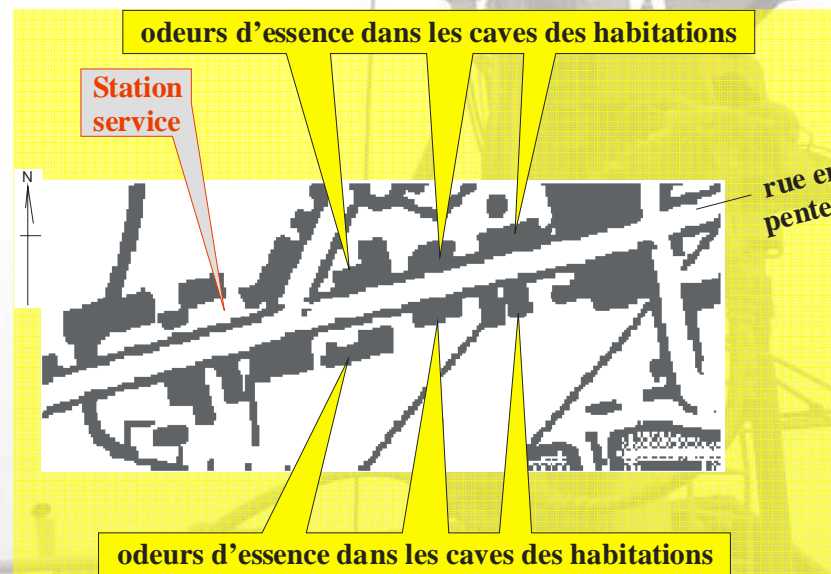 odeurs d’essence dans les caves des habitations
Station
service
N
rue en
pente
odeurs d’essence dans les caves des habitations